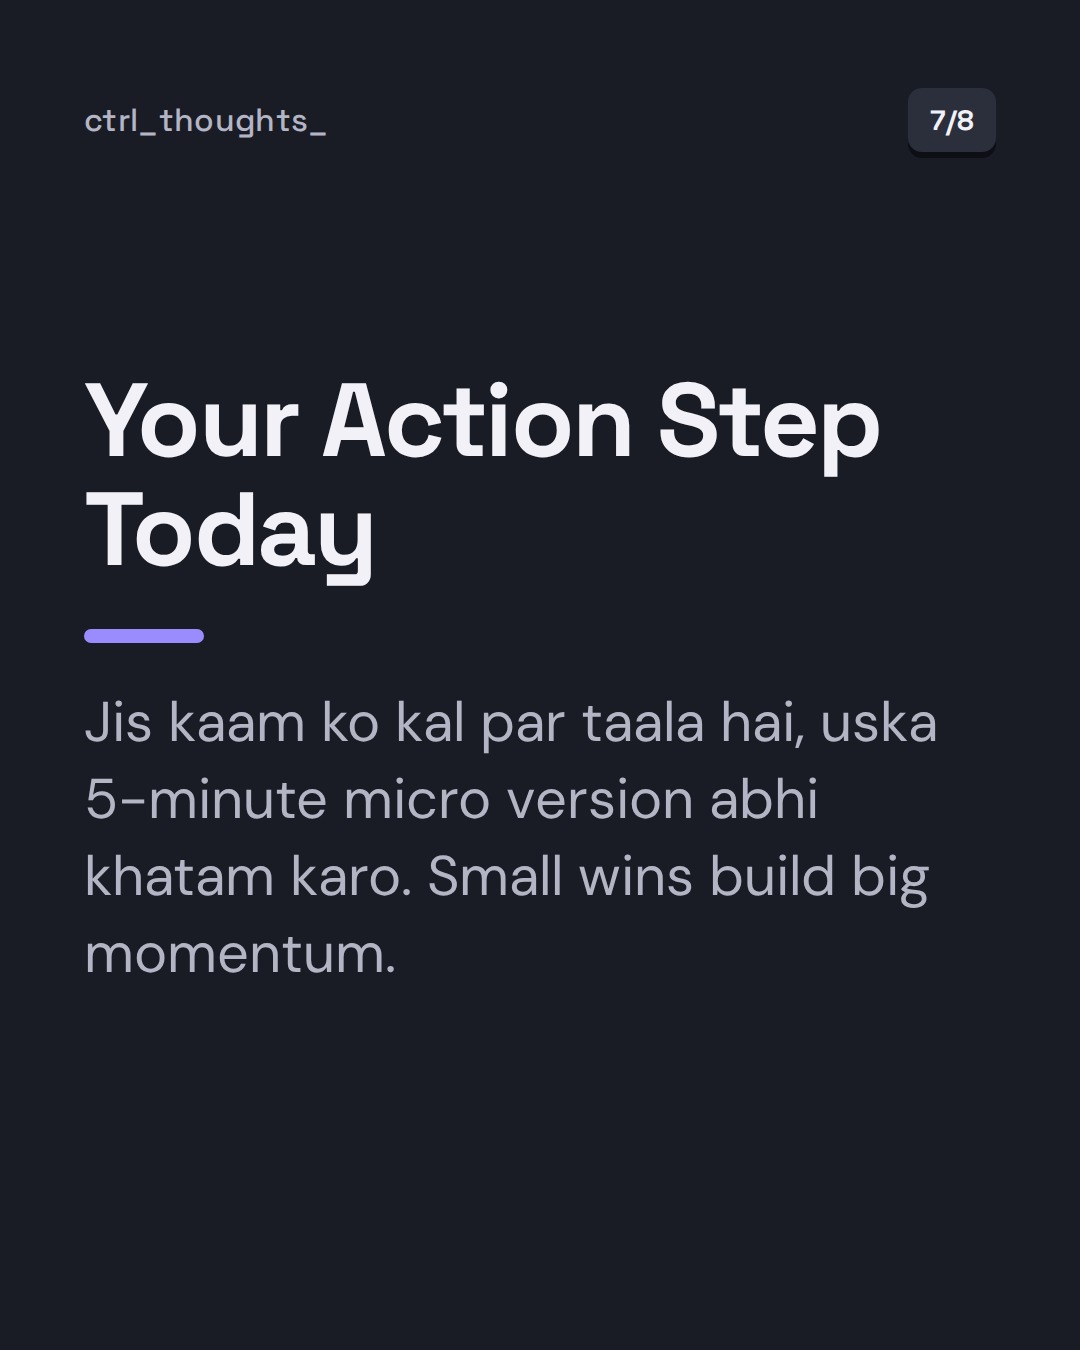 ctrl_thoughts_
7/8
Your Action Step
Today
Jis kaam ko kal par taala hai, uska
5-minute micro version abhi
khatam karo. Small wins build big
momentum.